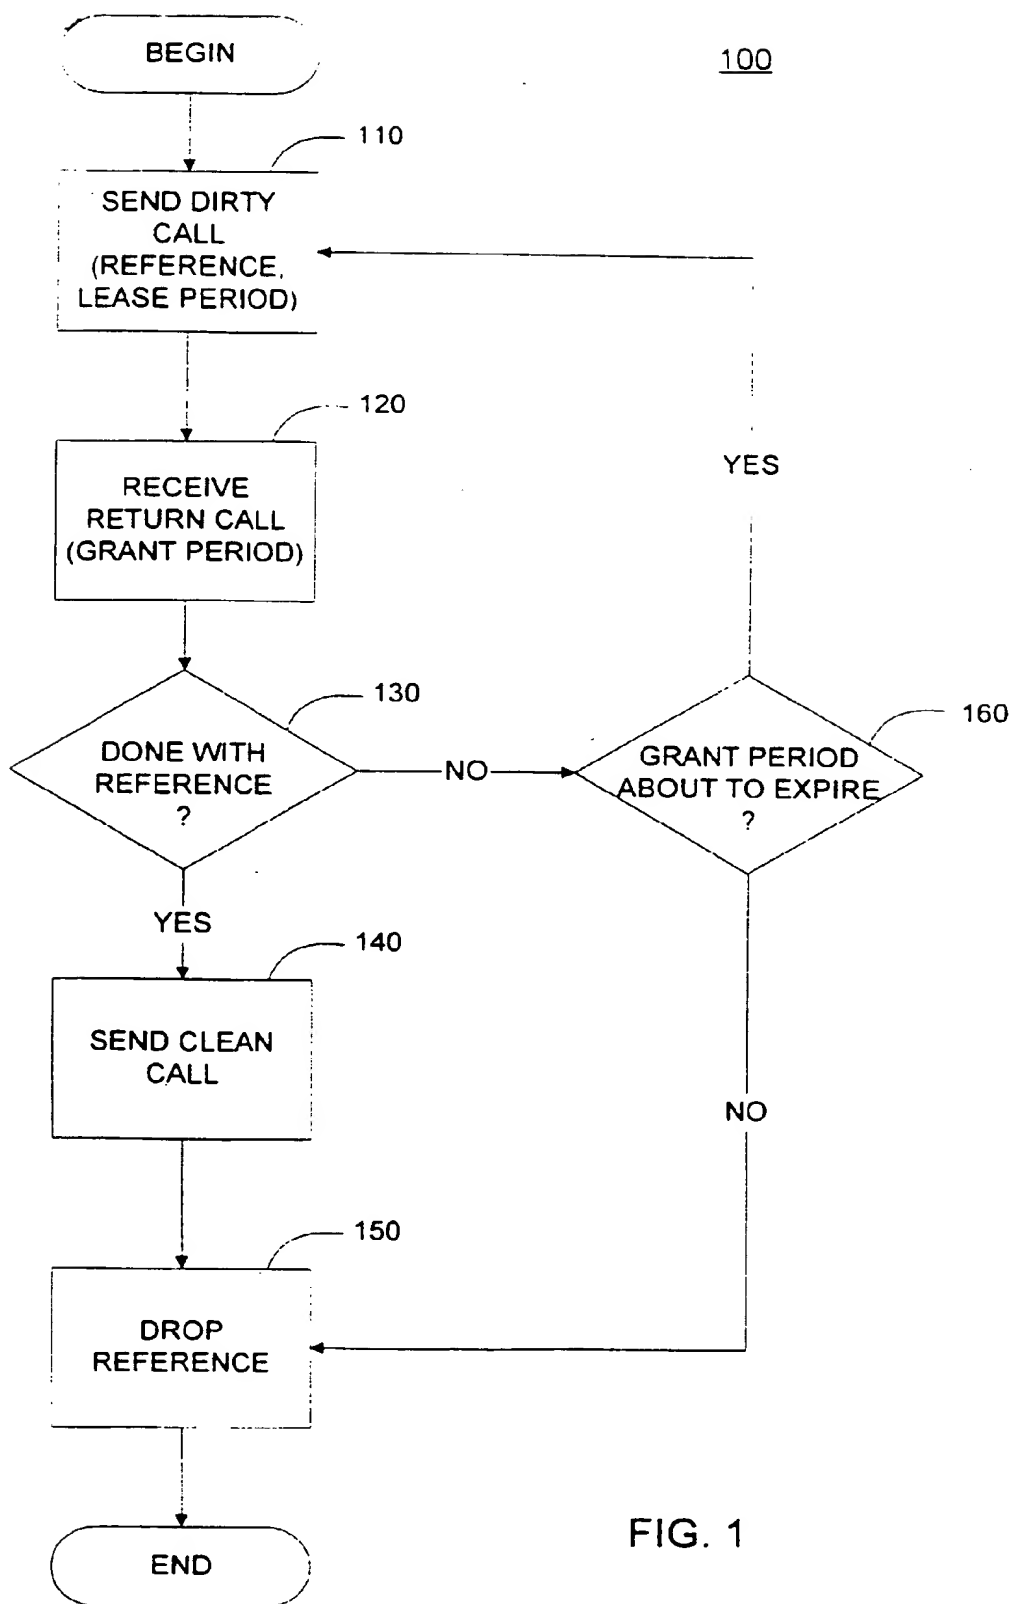 BEGIN
100
110
SEND DIRTY
CALL
(REFERENCE,
LEASE PERIOD)
120
RECEIVE
RETURN CALL
(GRANT PERIOD)
YES
130
DONE WITH
REFERENCE
?
NO
160
GRANT PERIOD
ABOUT TO EXPIRE
?
YES
140
SEND CLEAN
CALL
NO
150
DROP
REFERENCE
END
FIG. 1